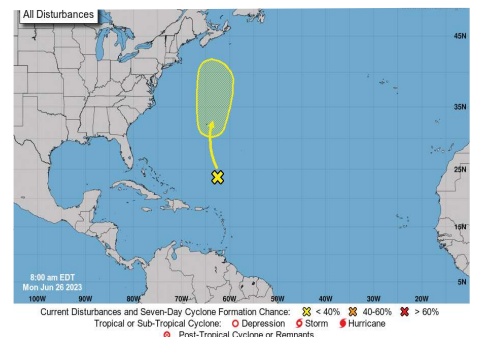 All Disturbances
45N
35N
25N
15N
5N
8:00 am EDT
Mon Jun 26 2023
100W 90W 80W 70W 60W 50W 40W 30W 20W
Current Disturbances and Seven-Day Cyclone Formation Chance: < 40% 40-60% > 60%
Tropical or Sub-Tropical Cyclone: Depression Storm Hurricane
Post-Tropical Cyclone or Remnants